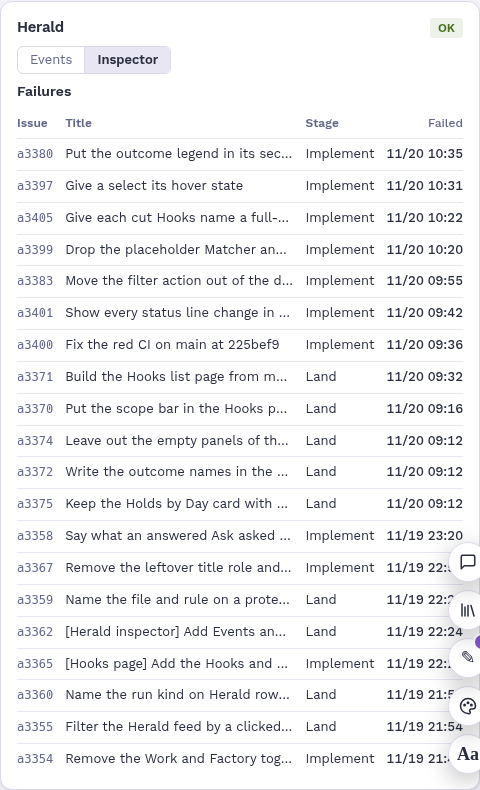 Herald
OK
Events Inspector
Failures
Issue Title Stage Failed
a3380 Put the outcome legend in its sec... Implement 11/20 10:35
a3397 Give a select its hover state Implement 11/20 10:31
a3405 Give each cut Hooks name a full-... Implement 11/20 10:22
a3399 Drop the placeholder Matcher an... Implement 11/20 10:20
a3383 Move the filter action out of the d... Implement 11/20 09:55
a3401 Show every status line change in ... Implement 11/20 09:42
a3400 Fix the red CI on main at 225bef9 Implement 11/20 09:36
a3371 Build the Hooks list page from m... Land 11/20 09:32
a3370 Put the scope bar in the Hooks p... Land 11/20 09:16
a3374 Leave out the empty panels of th... Land 11/20 09:12
a3372 Write the outcome names in the ... Land 11/20 09:12
a3375 Keep the Holds by Day card with ... Land 11/20 09:12
a3358 Say what an answered Ask asked ... Implement 11/19 23:20
a3367 Remove the leftover title role and... Implement 11/19
a3359 Name the file and rule on a prote... Land 11/19
a3362 [Herald inspector] Add Events an... Land 11/19 22:24
a3365 [Hooks page] Add the Hooks and ... Implement 11/19
a3360 Name the run kind on Herald row... Land 11/19
a3355 Filter the Herald feed by a clicked... Land 11/19 21:54
a3354 Remove the Work and Factory tog... Implement 11/19
Aa